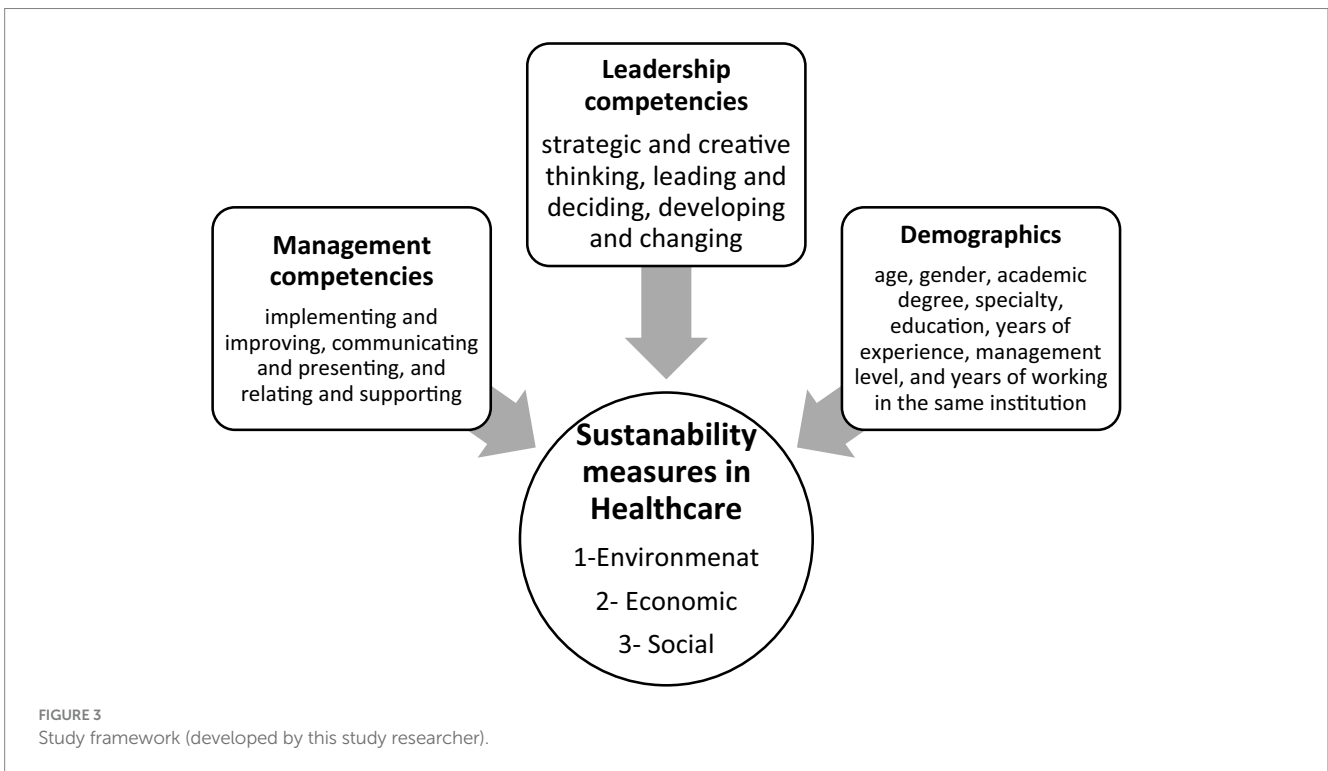 Leadership
competencies
strategic and creative
thinking, leading and
deciding, developing
and changing
Management
competencies
implementing and
improving, communicating
and presenting, and
relating and supporting
Demographics
age, gender, academic
degree, specialty,
education, years of
experience, management
level, and years of working
in the same institution
Sustanability
measures in
Healthcare
1-Environmenat
2- Economic
3- Social
FIGURE 3
Study framework (developed by this study researcher).